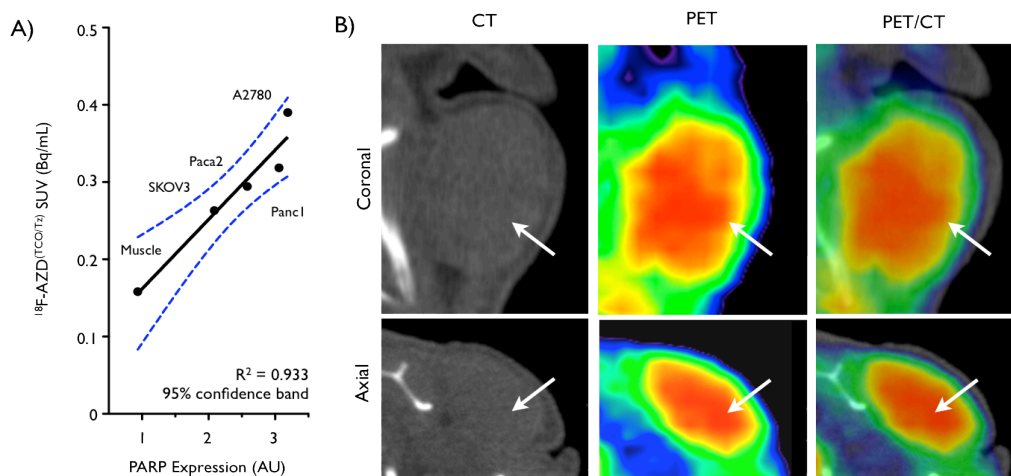 A)
0.5
0.4
0.3
0.2
0.1
0
¹⁸F-AZD⁽ᵀᶜᴼ/ᵀᶻ⁾ SUV (Bq/mL)
A2780
Paca2
SKOV3
Panc1
Muscle
R² = 0.933
95% confidence band
1 2 3
PARP Expression (AU)
B)
CT PET PET/CT
Coronal
Axial